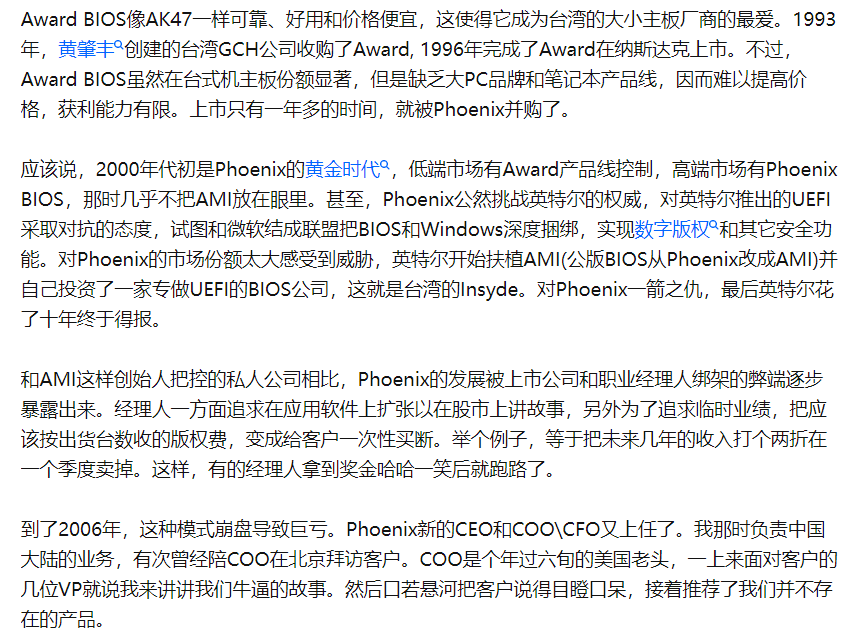 Award BIOS像AK47一样可靠、好用和价格便宜，这使得它成为台湾的大小主板厂商的最爱。1993
年，黄肇丰创建的台湾GCH公司收购了Award, 1996年完成了Award在纳斯达克上市。不过，
Award BIOS虽然在台式机主板份额显著，但是缺乏大PC品牌和笔记本产品线，因而难以提高价
格，获利能力有限。上市只有一年多的时间，就被Phoenix并购了。
应该说，2000年代初是Phoenix的黄金时代，低端市场有Award产品线控制，高端市场有Phoenix
BIOS，那时几乎不把AMI放在眼里。甚至，Phoenix公然挑战英特尔的权威，对英特尔推出的UEFI
采取对抗的态度，试图和微软结成联盟把BIOS和Windows深度捆绑，实现数字版权和其它安全功
能。对Phoenix的市场份额太大感受到威胁，英特尔开始扶植AMI(公版BIOS从Phoenix改成AMI)并
自己投资了一家专做UEFI的BIOS公司，这就是台湾的Insyde。对Phoenix一箭之仇，最后英特尔花
了十年终于得报。
和AMI这样创始人把控的私人公司相比，Phoenix的发展被上市公司和职业经理人绑架的弊端逐步
暴露出来。经理人一方面追求在应用软件上扩张以在股市上讲故事，另外为了追求临时业绩，把应
该按出货台数收的版权费，变成给客户一次性买断。举个例子，等于把未来几年的收入打个两折在
一个季度卖掉。这样，有的经理人拿到奖金哈哈一笑后就跑路了。
到了2006年，这种模式崩盘导致巨亏。Phoenix新的CEO和COO\CFO又上任了。我那时负责中国
大陆的业务，有次曾经陪COO在北京拜访客户。COO是个年过六旬的美国老头，一上来面对客户的
几位VP就说我来讲讲我们牛逼的故事。然后口若悬河把客户说得目瞪口呆，接着推荐了我们并不存
在的产品。